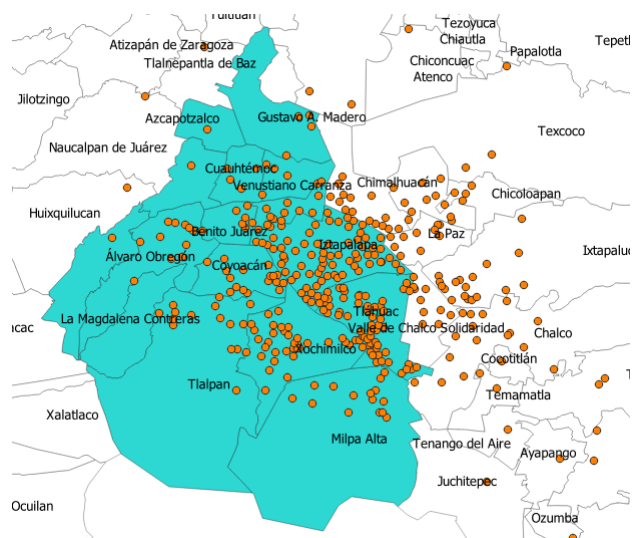 Tultitlán
Tezoyuca
Chiautla
Papalotla
Tepetl
Atizapán de Zaragoza
Tlalnepantla de Baz
Chiconcuac
Atenco
Jilotzingo
Azcapotzalco
Gustavo A. Madero
Texcoco
Naucalpan de Juárez
Cuauhtémoc
Venustiano Carranza
Chimalhuacán
Chicoloapan
Huixquilucan
Benito Juárez
La Paz
Iztapalapa
Ixtapaluc
Álvaro Obregón
Coyoacán
Tlahuac
La Magdalena Contreras
Valle de Chalco Solidaridad
acac
Chalco
Xochimilco
Cocotitlán
Tlalpan
T
Temamatla
Xalatlaco
Milpa Alta
Tenango del Aire
Ayapango
Juchitepec
Ocuilan
Ozumba